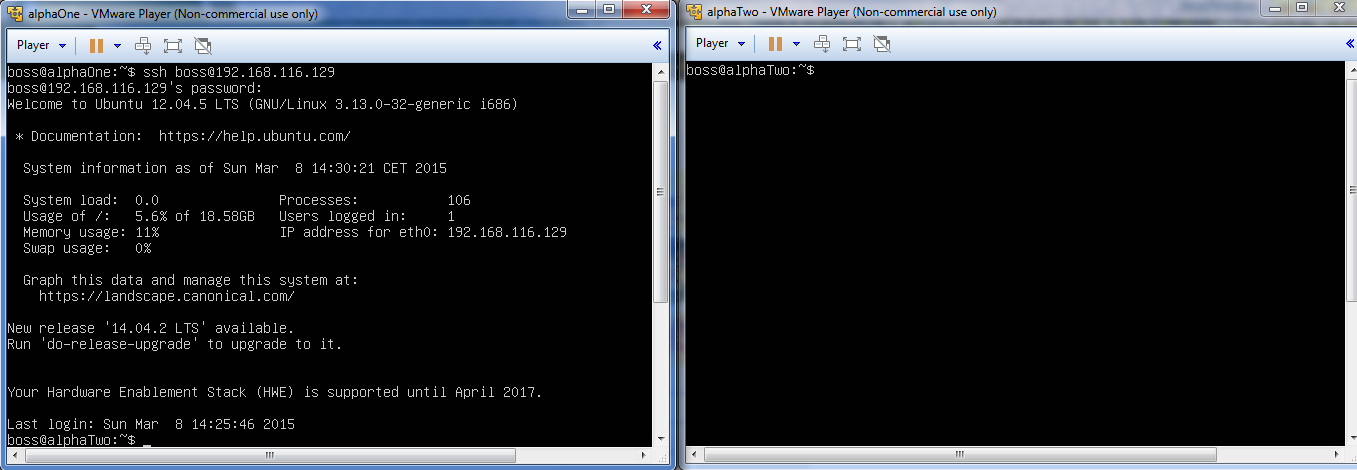 alphaOne - VMware Player (Non-commercial use only)
Player
boss@alphaOne:~$ ssh boss@192.168.116.129
boss@192.168.116.129's password:
Welcome to Ubuntu 12.04.5 LTS (GNU/Linux 3.13.0-32-generic i686)
* Documentation:  https://help.ubuntu.com/
System information as of Sun Mar  8 14:30:21 CET 2015
System load:  0.0               Processes:           106
Usage of /:   5.6% of 18.58GB   Users logged in:     1
Memory usage: 11%               IP address for eth0: 192.168.116.129
Swap usage:   0%
Graph this data and manage this system at:
https://landscape.canonical.com/
New release '14.04.2 LTS' available.
Run 'do-release-upgrade' to upgrade to it.
Your Hardware Enablement Stack (HWE) is supported until April 2017.
Last login: Sun Mar  8 14:25:46 2015
boss@alphaTwo:~$ _
alphaTwo - VMware Player (Non-commercial use only)
Player
boss@alphaTwo:~$